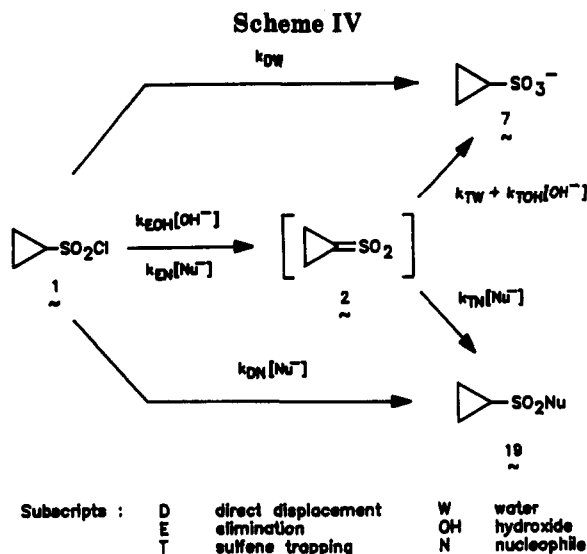 Scheme IV
k_DW
SO3−
7
k_TW + k_TOH[OH−]
k_EOH[OH−]
SO2Cl
k_EN[Nu−]
SO2
1
2
k_TN[Nu−]
k_DN[Nu−]
SO2Nu
19
Subscripts : D direct displacement W water
E elimination OH hydroxide
T sulfene trapping N nucleophile